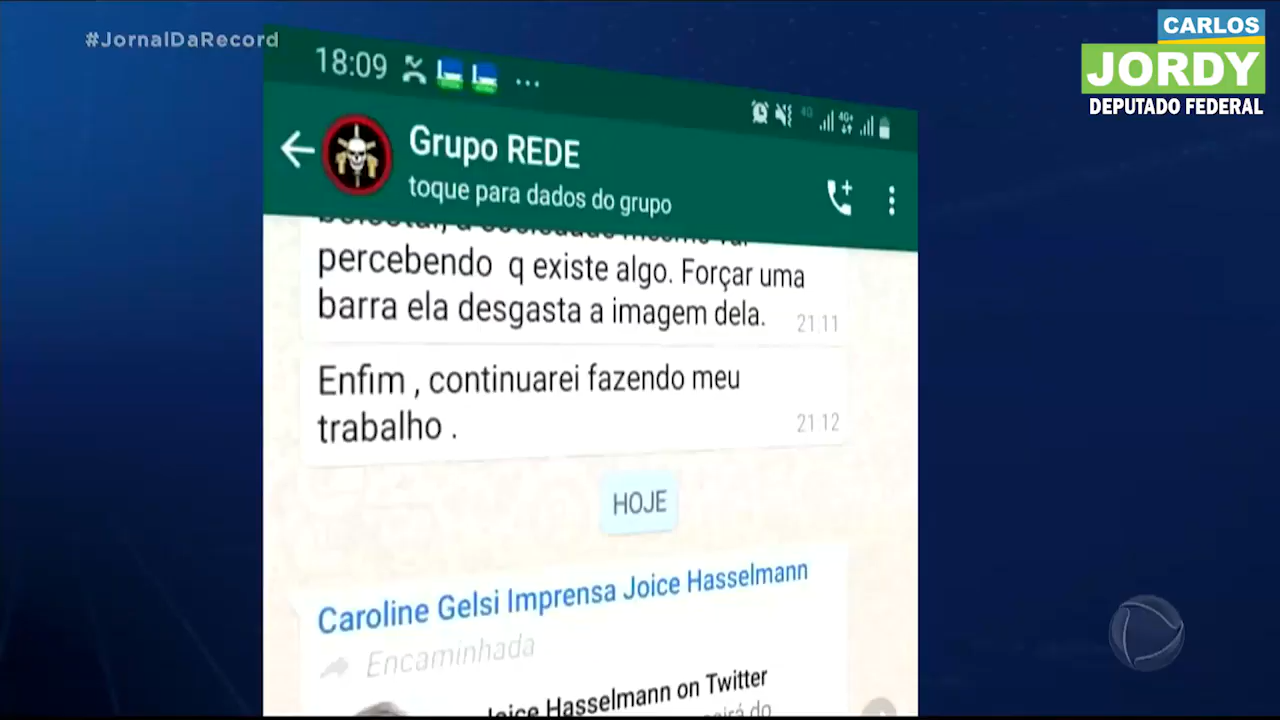 #JornalDaRecord
CARLOS
JORDY
DEPUTADO FEDERAL
18:09
4G
4G+
Grupo REDE
toque para dados do grupo
percebendo q existe algo. Forçar uma
barra ela desgasta a imagem dela.
21:11
Enfim , continuarei fazendo meu
trabalho .
21:12
HOJE
Caroline Gelsi Imprensa Joice Hasselmann
Encaminhada
Joice Hasselmann on Twitter